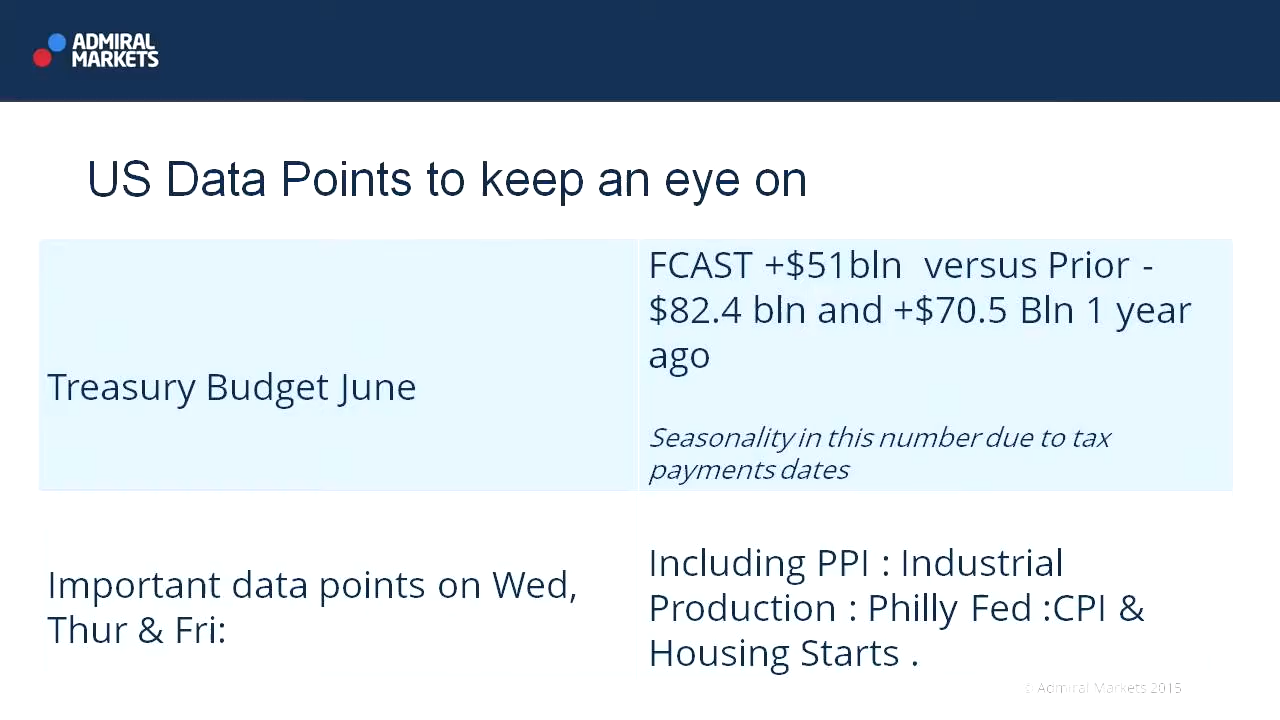 ADMIRAL
MARKETS
US Data Points to keep an eye on
Treasury Budget June
FCAST +$51bln versus Prior -
$82.4 bln and +$70.5 Bln 1 year
ago
Seasonality in this number due to tax
payments dates
Important data points on Wed,
Thur & Fri:
Including PPI : Industrial
Production : Philly Fed :CPI &
Housing Starts .
© Admiral Markets 2015